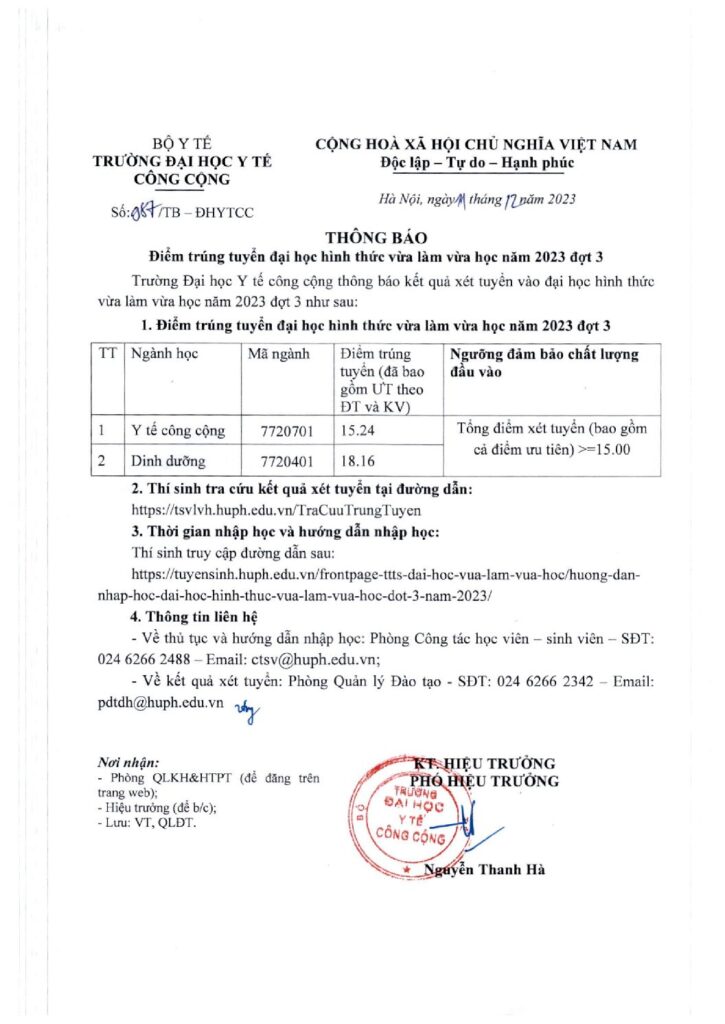 BỘ Y TẾ
TRƯỜNG ĐẠI HỌC Y TẾ
CÔNG CỘNG
Số: 987/TB – ĐHYTCC
CỘNG HOÀ XÃ HỘI CHỦ NGHĨA VIỆT NAM
Độc lập – Tự do – Hạnh phúc
Hà Nội, ngày 11 tháng 12 năm 2023
THÔNG BÁO
Điểm trúng tuyển đại học hình thức vừa làm vừa học năm 2023 đợt 3
Trường Đại học Y tế công cộng thông báo kết quả xét tuyển vào đại học hình thức
vừa làm vừa học năm 2023 đợt 3 như sau:
1. Điểm trúng tuyển đại học hình thức vừa làm vừa học năm 2023 đợt 3
TT Ngành học Mã ngành Điểm trúng tuyển (đã bao gồm ƯT theo ĐT và KV) Ngưỡng đảm bảo chất lượng đầu vào
1 Y tế công cộng 7720701 15.24 Tổng điểm xét tuyển (bao gồm cả điểm ưu tiên) >=15.00
2 Dinh dưỡng 7720401 18.16
2. Thí sinh tra cứu kết quả xét tuyển tại đường dẫn:
https://tsvlvh.huph.edu.vn/TraCuuTrungTuyen
3. Thời gian nhập học và hướng dẫn nhập học:
Thí sinh truy cập đường dẫn sau:
https://tuyensinh.huph.edu.vn/frontpage-ttts-dai-hoc-vua-lam-vua-hoc/huong-dan-
nhap-hoc-dai-hoc-hinh-thuc-vua-lam-vua-hoc-dot-3-nam-2023/
4. Thông tin liên hệ
- Về thủ tục và hướng dẫn nhập học: Phòng Công tác học viên – sinh viên – SĐT:
024 6266 2488 – Email: ctsv@huph.edu.vn;
- Về kết quả xét tuyển: Phòng Quản lý Đào tạo - SĐT: 024 6266 2342 – Email:
pdtdh@huph.edu.vn
Nơi nhận:
- Phòng QLKH&HTPT (để đăng trên
trang web);
- Hiệu trưởng (để b/c);
- Lưu: VT, QLĐT.
KT. HIỆU TRƯỞNG
PHÓ HIỆU TRƯỞNG
TRƯỜNG
ĐẠI HỌC
Y TẾ
CÔNG CỘNG
Nguyễn Thanh Hà